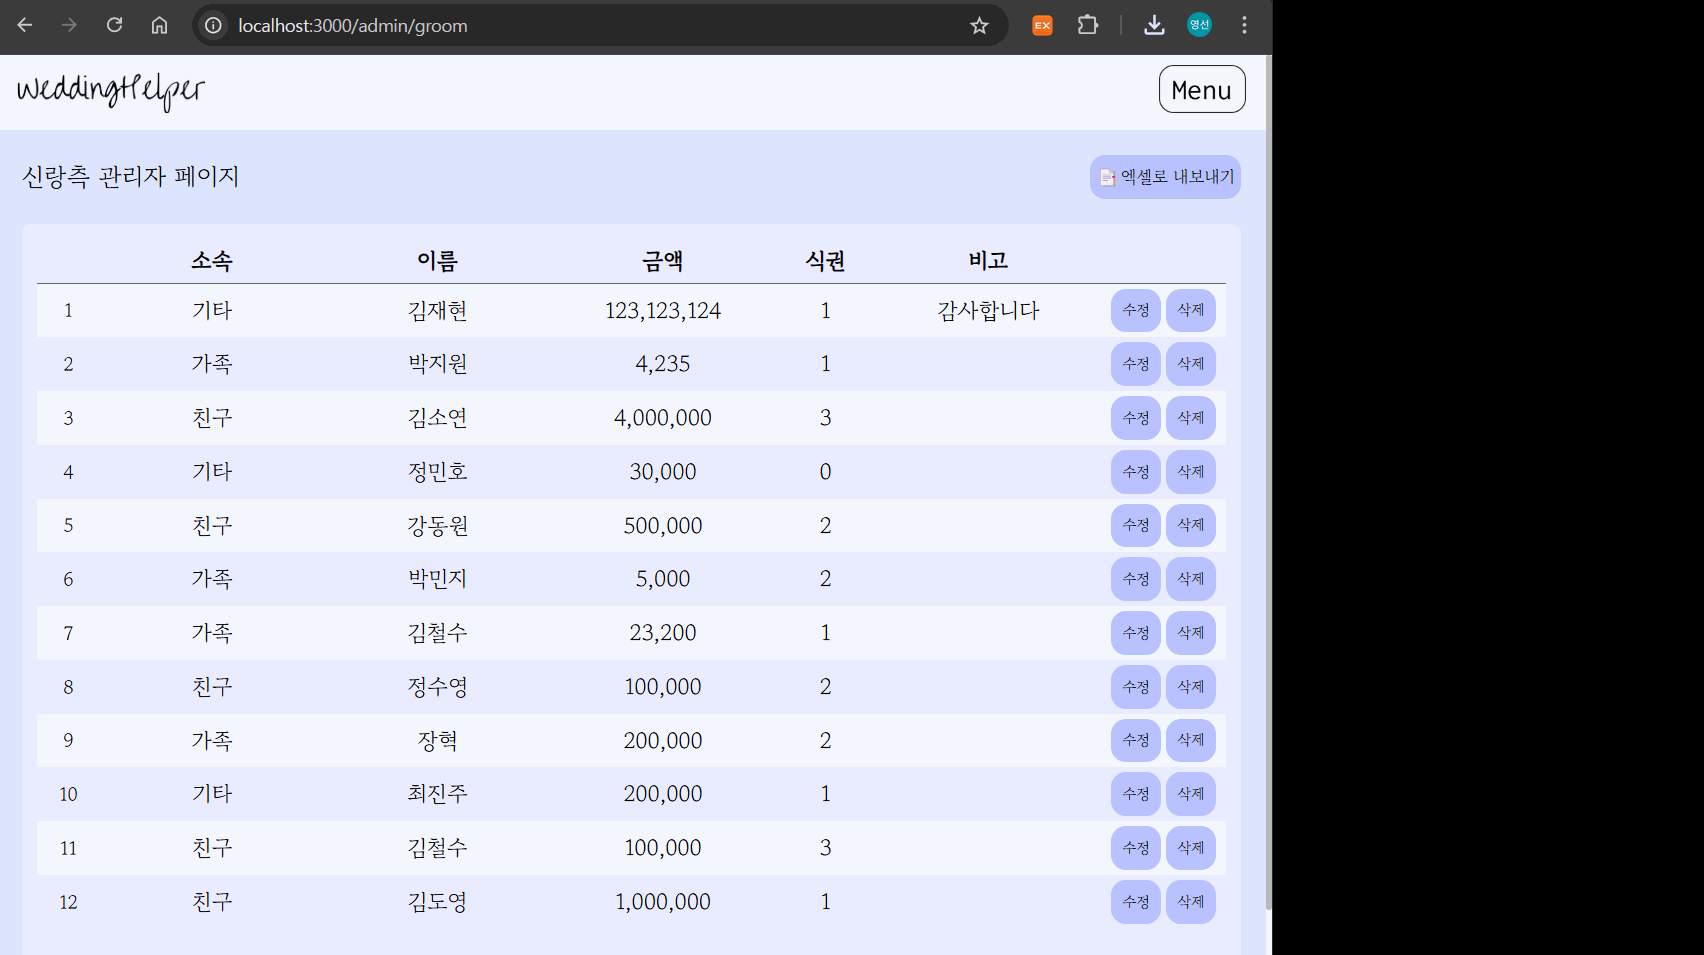 localhost:3000/admin/groom
EX
영선
weddingHelper
Menu
신랑측 관리자 페이지
엑셀로 내보내기
소속 이름 금액 식권 비고
1 기타 김재현 123,123,124 1 감사합니다 수정 삭제
2 가족 박지원 4,235 1 수정 삭제
3 친구 김소연 4,000,000 3 수정 삭제
4 기타 정민호 30,000 0 수정 삭제
5 친구 강동원 500,000 2 수정 삭제
6 가족 박민지 5,000 2 수정 삭제
7 가족 김철수 23,200 1 수정 삭제
8 친구 정수영 100,000 2 수정 삭제
9 가족 장혁 200,000 2 수정 삭제
10 기타 최진주 200,000 1 수정 삭제
11 친구 김철수 100,000 3 수정 삭제
12 친구 김도영 1,000,000 1 수정 삭제